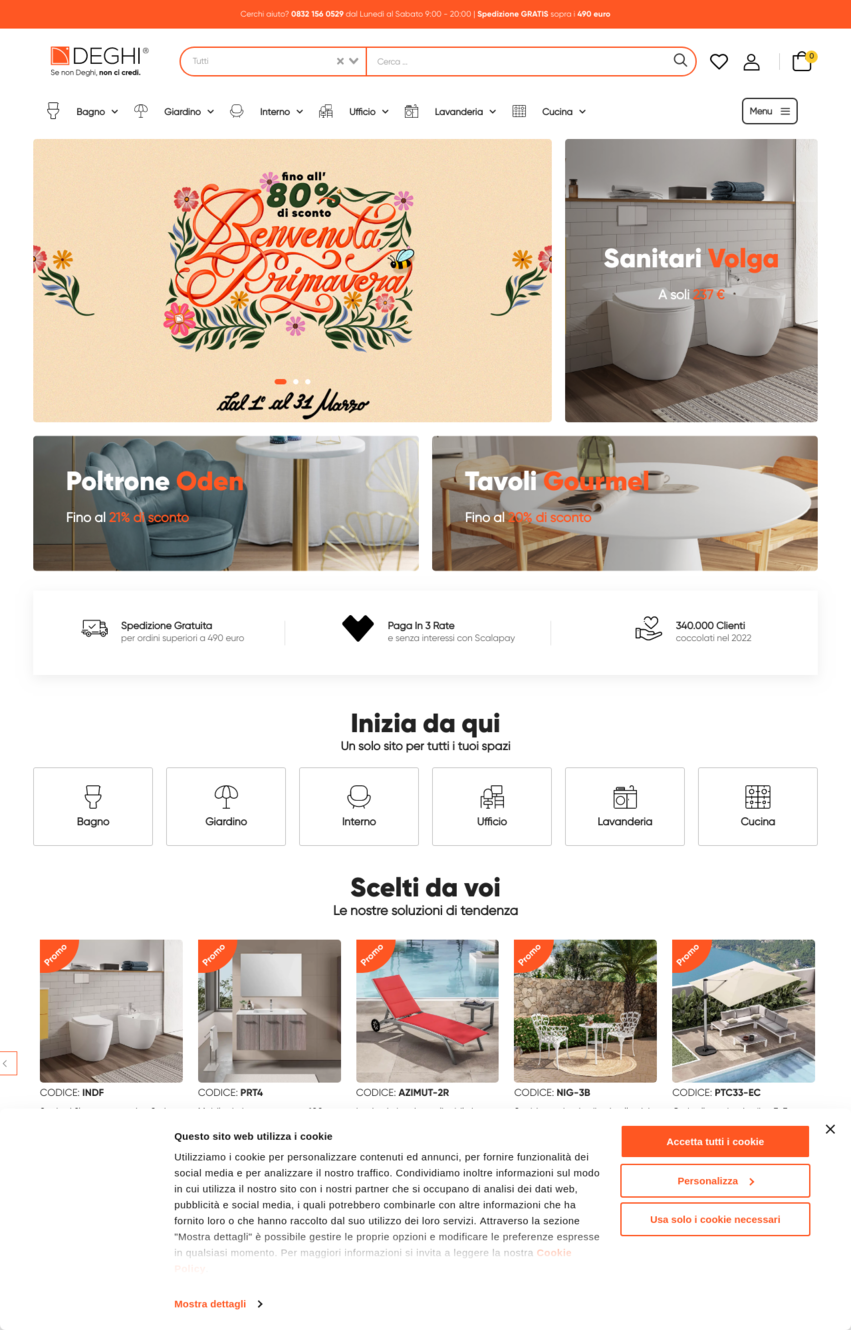 Cerchi aiuto? 0832 156 0529 dal Lunedì al Sabato 9:00 - 20:00 | Spedizione GRATIS sopra i 490 euro
DEGHI®
Se non Deghi, non ci credi.
Tutti
Cerca ...
0
Bagno
Giardino
Interno
Ufficio
Lavanderia
Cucina
Menu
fino all'
80%
di sconto
Benvenuta
Primavera
dal 1° al 31 Marzo
Sanitari Volga
A soli 237 €
Poltrone Oden
Fino al 21% di sconto
Tavoli Gourmel
Fino al 20% di sconto
Spedizione Gratuita
per ordini superiori a 490 euro
Paga In 3 Rate
e senza interessi con Scalapay
340.000 Clienti
coccolati nel 2022
Inizia da qui
Un solo sito per tutti i tuoi spazi
Bagno
Giardino
Interno
Ufficio
Lavanderia
Cucina
Scelti da voi
Le nostre soluzioni di tendenza
Promo
Promo
Promo
Promo
Promo
CODICE: INDF
CODICE: PRT4
CODICE: AZIMUT-2R
CODICE: NIG-3B
CODICE: PTC33-EC
Questo sito web utilizza i cookie
Utilizziamo i cookie per personalizzare contenuti ed annunci, per fornire funzionalità dei
social media e per analizzare il nostro traffico. Condividiamo inoltre informazioni sul modo
in cui utilizza il nostro sito con i nostri partner che si occupano di analisi dei dati web,
pubblicità e social media, i quali potrebbero combinarle con altre informazioni che ha
fornito loro o che hanno raccolto dal suo utilizzo dei loro servizi. Attraverso la sezione
"Mostra dettagli" è possibile gestire le proprie opzioni e modificare le preferenze espresse
in qualsiasi momento. Per maggiori informazioni si invita a leggere la nostra Cookie
Policy.
Mostra dettagli
Accetta tutti i cookie
Personalizza
Usa solo i cookie necessari